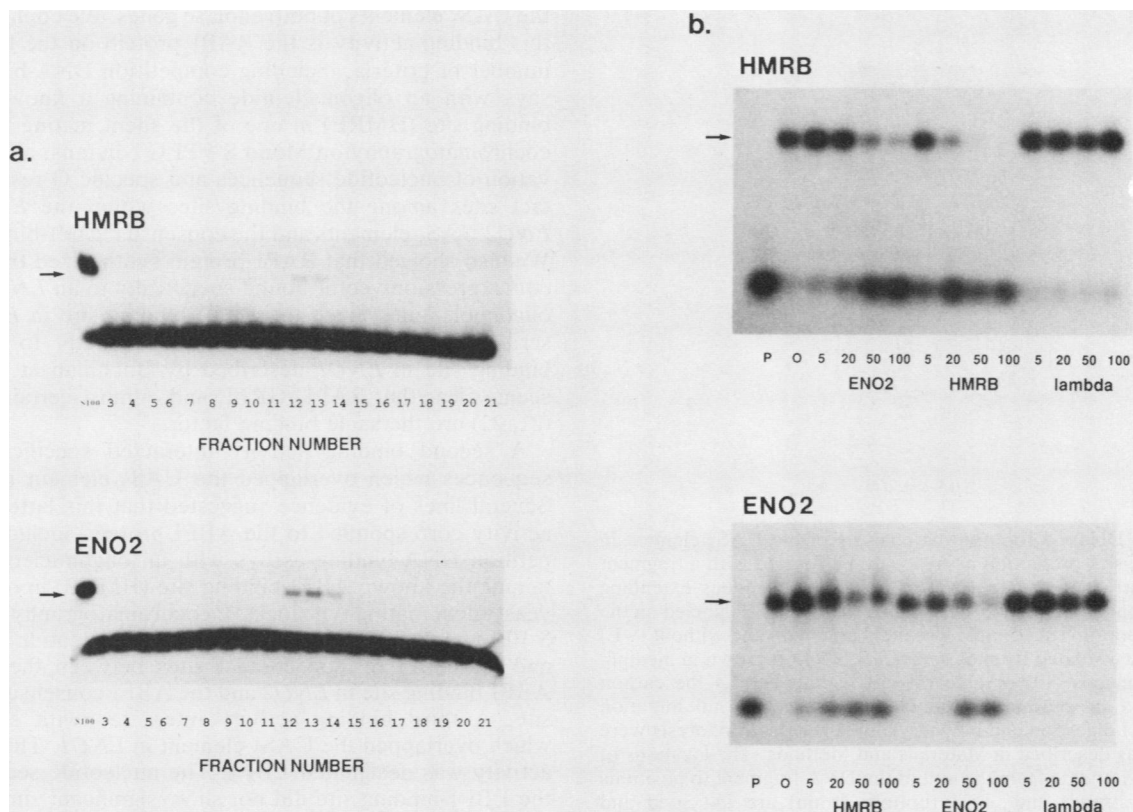 a.
HMRB
S100 3 4 5 6 7 8 9 10 11 12 13 14 15 16 17 18 19 20 21
FRACTION NUMBER
ENO2
S100 3 4 5 6 7 8 9 10 11 12 13 14 15 16 17 18 19 20 21
FRACTION NUMBER
b.
HMRB
P O 5 20 50 100 5 20 50 100 5 20 50 100
ENO2 HMRB lambda
ENO2
P O 5 20 50 100 5 20 50 100 5 20 50 100
HMRB ENO2 lambda